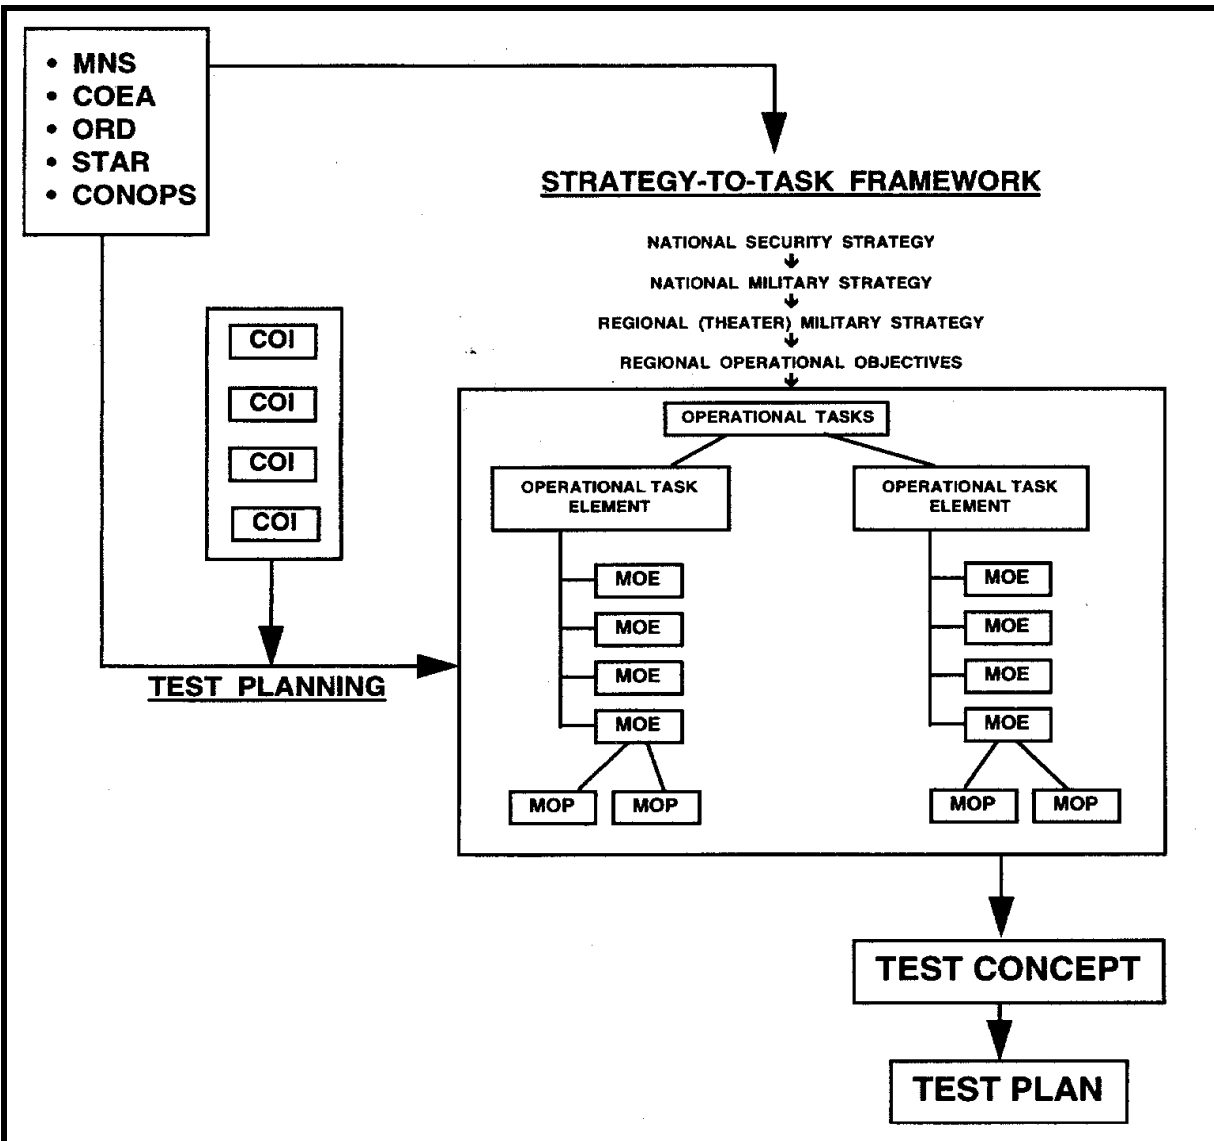 • MNS
• COEA
• ORD
• STAR
• CONOPS
STRATEGY-TO-TASK FRAMEWORK
NATIONAL SECURITY STRATEGY
NATIONAL MILITARY STRATEGY
REGIONAL (THEATER) MILITARY STRATEGY
REGIONAL OPERATIONAL OBJECTIVES
COI
COI
COI
COI
TEST PLANNING
OPERATIONAL TASKS
OPERATIONAL TASK
ELEMENT
MOE
MOE
MOE
MOE
MOP
MOP
OPERATIONAL TASK
ELEMENT
MOE
MOE
MOE
MOE
MOP
MOP
TEST CONCEPT
TEST PLAN